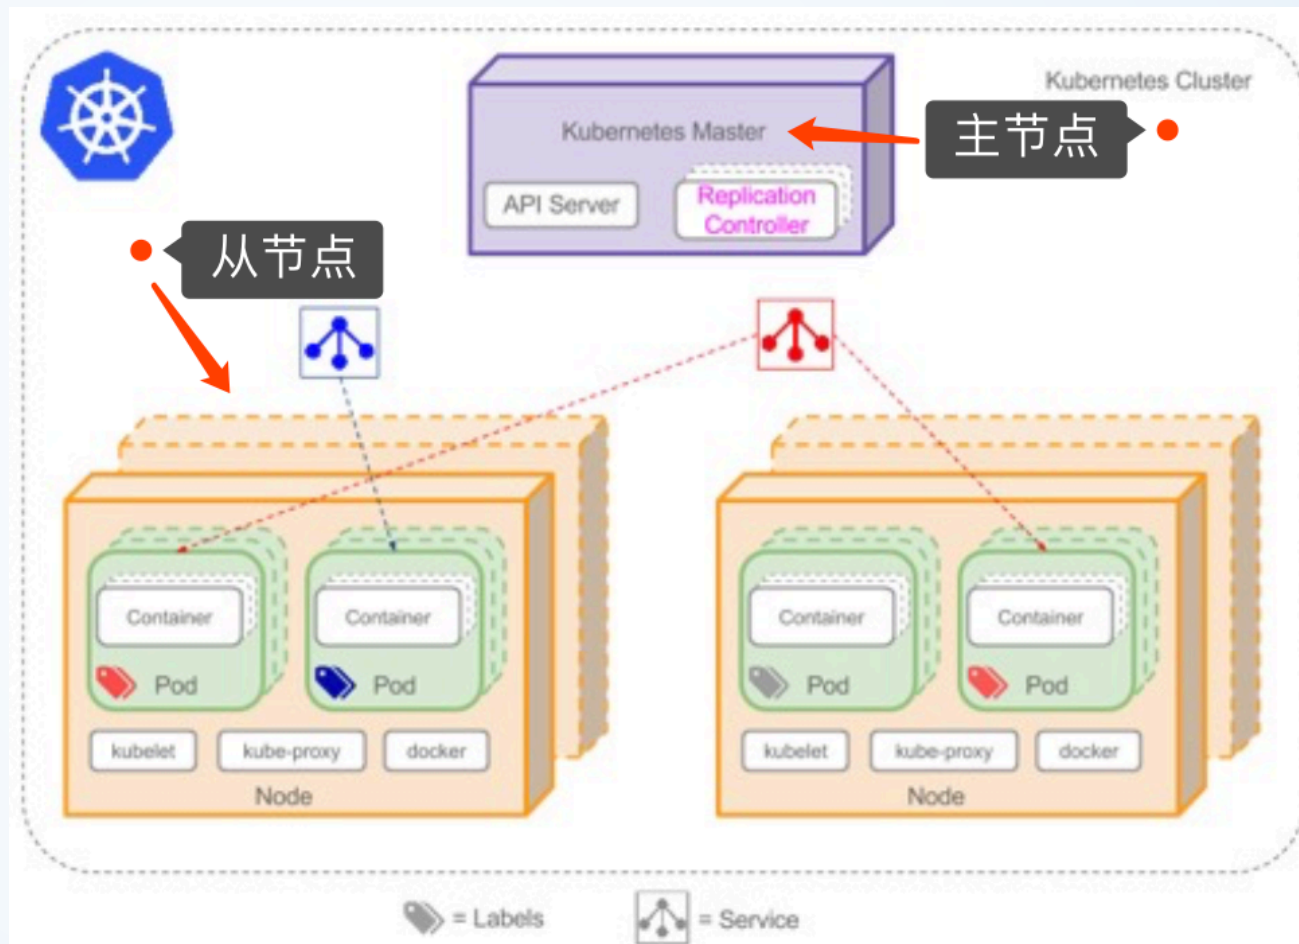 Kubernetes Cluster
Kubernetes Master
主节点
API Server
Replication
Controller
从节点
Container
Pod
Container
Pod
kubelet
kube-proxy
docker
Node
Container
Pod
Container
Pod
kubelet
kube-proxy
docker
Node
= Labels
= Service